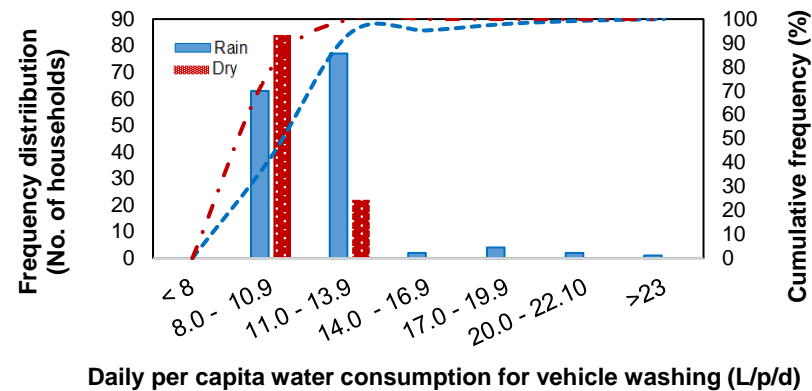 Frequency distriibution
(No. of households)
90
80
70
60
50
40
30
20
10
0
Rain
Dry
100
90
80
70
60
50
40
30
20
10
0
Cumulative frequency (%)
< 8
8.0 - 10.9
11.0 - 13.9
14.0 - 16.9
17.0 - 19.9
20.0 - 22.10
>23
Daily per capita water consumption for vehicle washing (L/p/d)